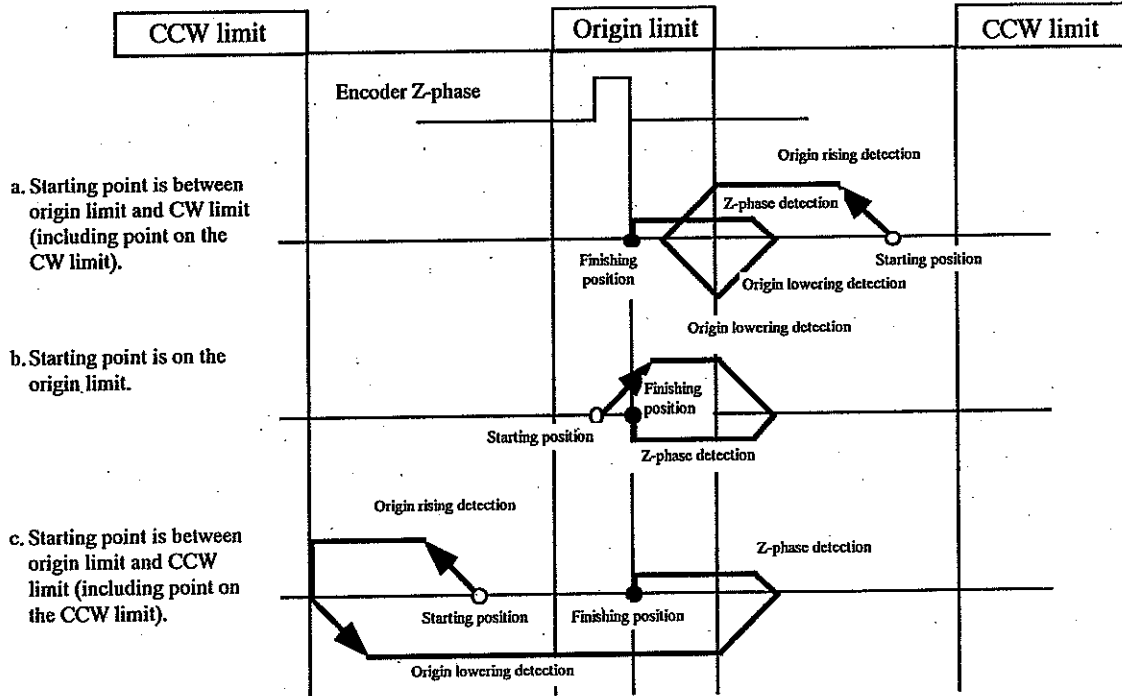 CCW limit
Origin limit
CCW limit
Encoder Z-phase
Origin rising detection
a. Starting point is between
origin limit and CW limit
(including point on the
CW limit).
Z-phase detection
Finishing
position
Starting position
Origin lowering detection
Origin lowering detection
b. Starting point is on the
origin limit.
Finishing
position
Starting position
Z-phase detection
Origin rising detection
c. Starting point is between
origin limit and CCW
limit (including point on
the CCW limit).
Z-phase detection
Starting position
Finishing position
Origin lowering detection